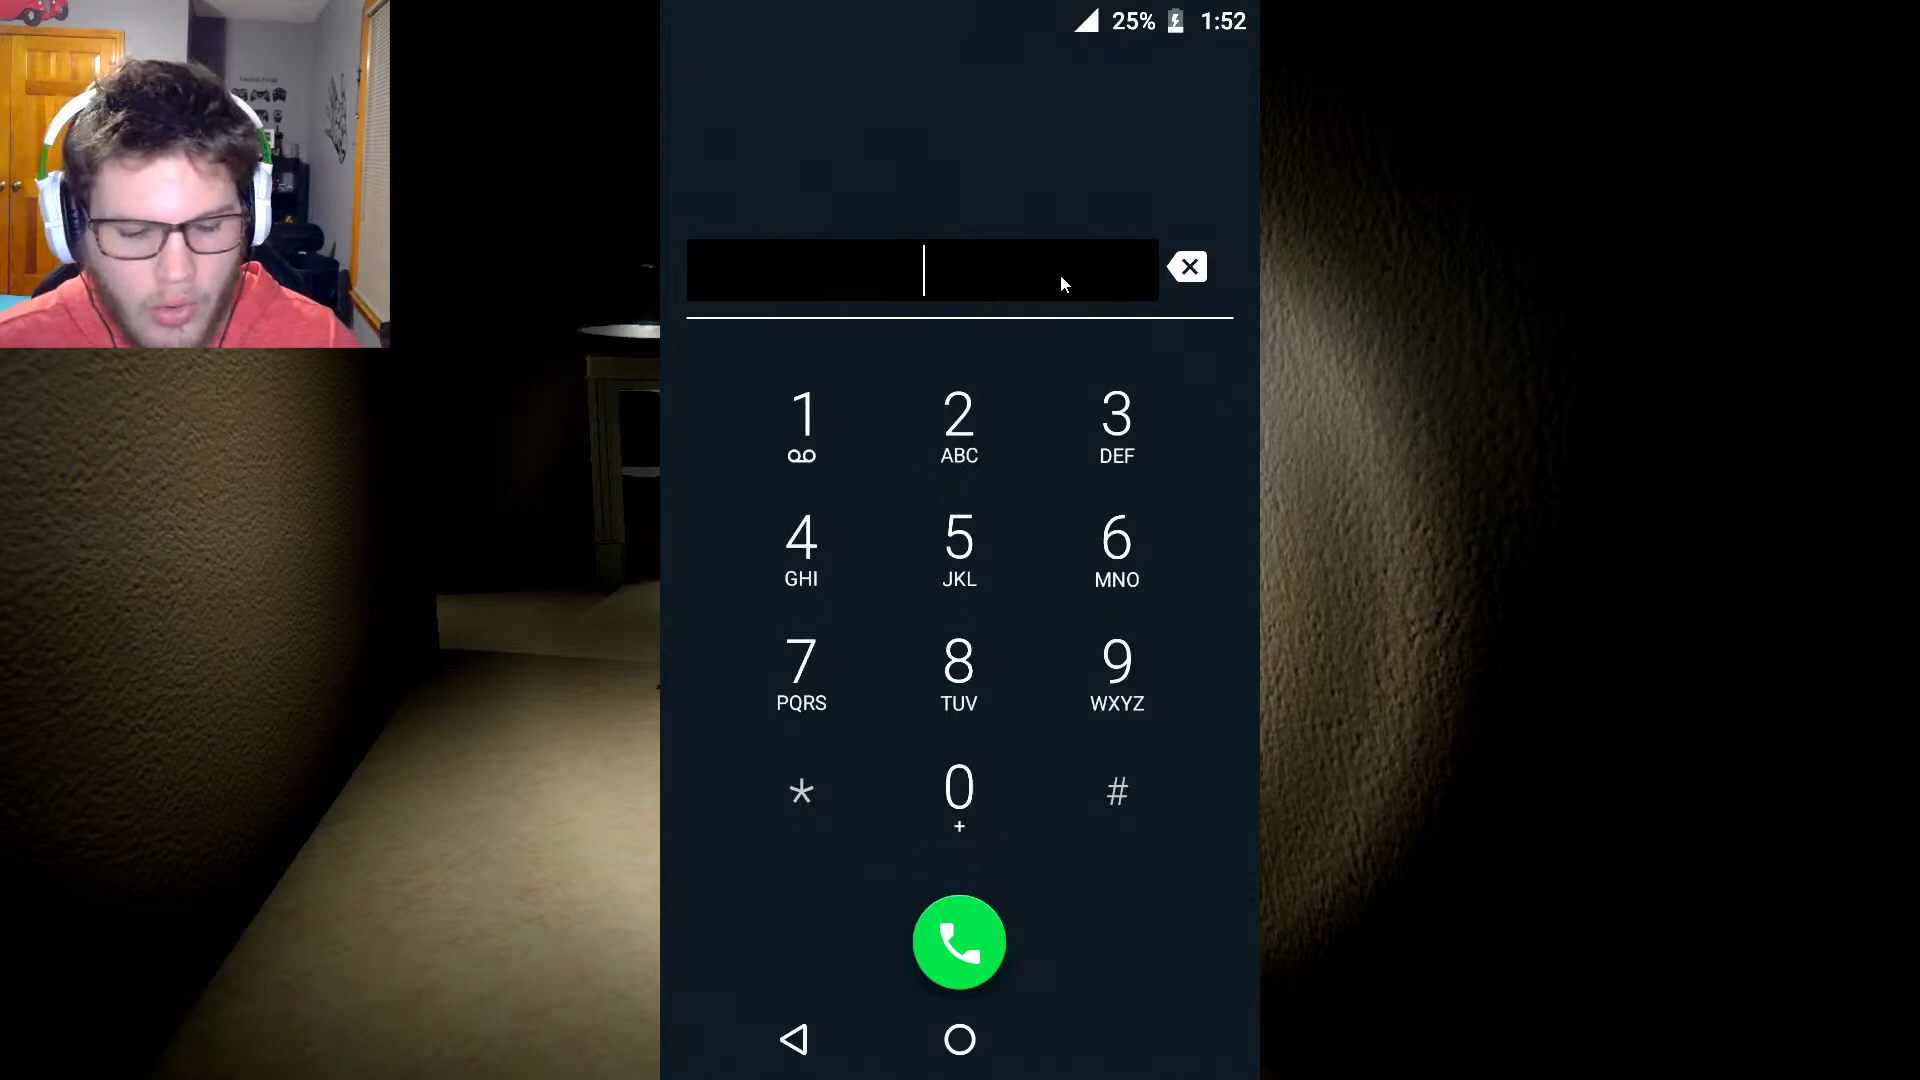 25% 1:52
1 2 3
ABC DEF
4 5 6
GHI JKL MNO
7 8 9
PQRS TUV WXYZ
* 0 #
+